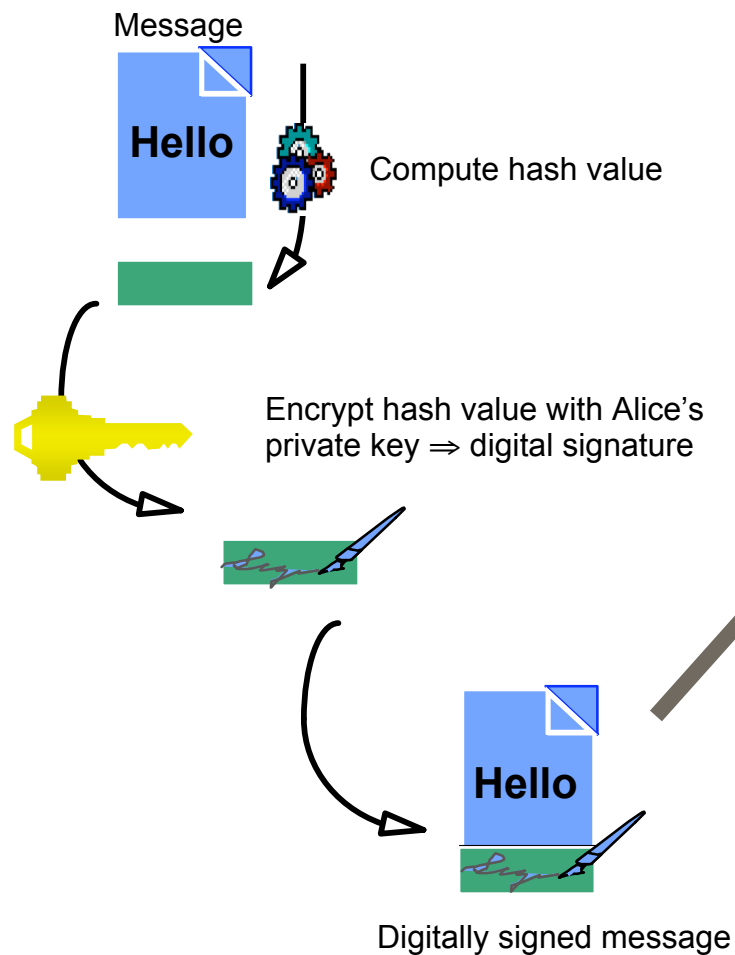 Message
Hello
Compute hash value
Encrypt hash value with Alice’s
private key ⇒ digital signature
Hello
Digitally signed message